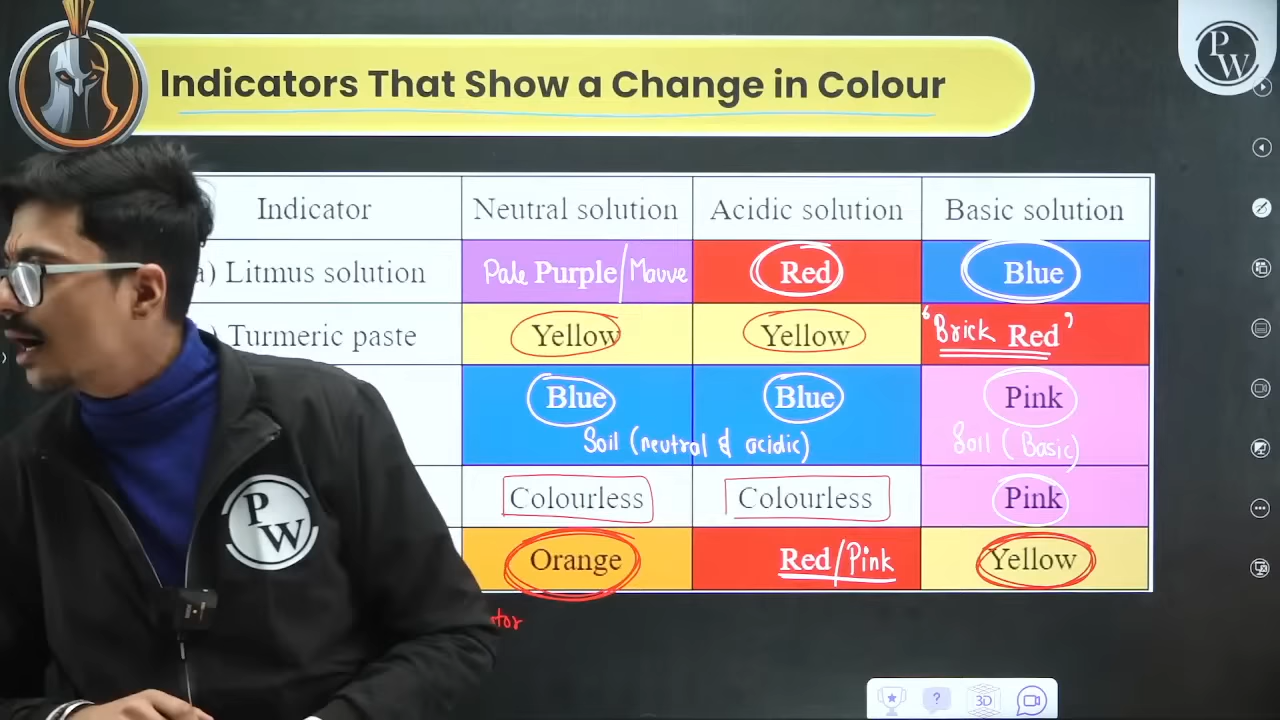 Indicators That Show a Change in Colour
P
W
Indicator Neutral solution Acidic solution Basic solution
a) Litmus solution Pale Purple/Mauve Red Blue
) Turmeric paste Yellow Yellow 'Brick Red'
Blue Blue Pink
Soil (neutral & acidic) Soil (Basic)
Colourless Colourless Pink
Orange Red/Pink Yellow
P
W
tor
?
3D